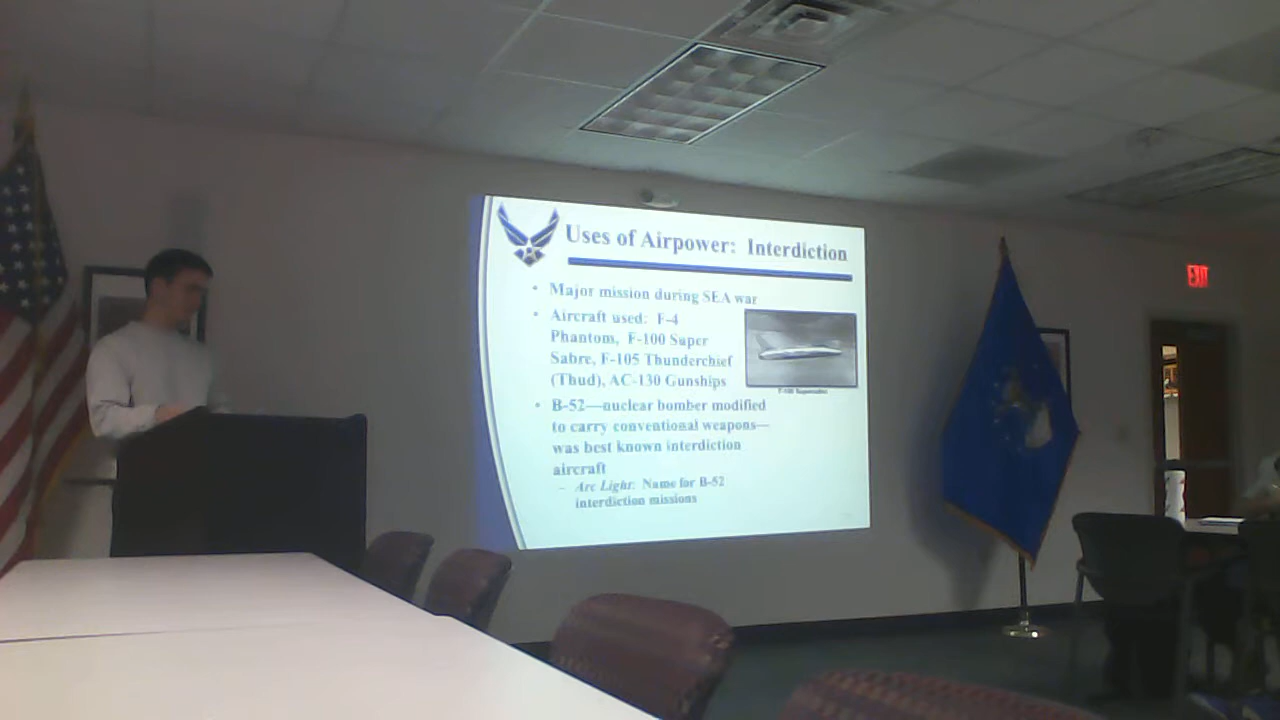 Uses of Airpower: Interdiction
• Major mission during SEA war
• Aircraft used: F-4
Phantom, F-100 Super
Sabre, F-105 Thunderchief
(Thud), AC-130 Gunships
• B-52—nuclear bomber modified
to carry conventional weapons—
was best known interdiction
aircraft
– Arc Light: Name for B-52
interdiction missions
F-100
EXIT